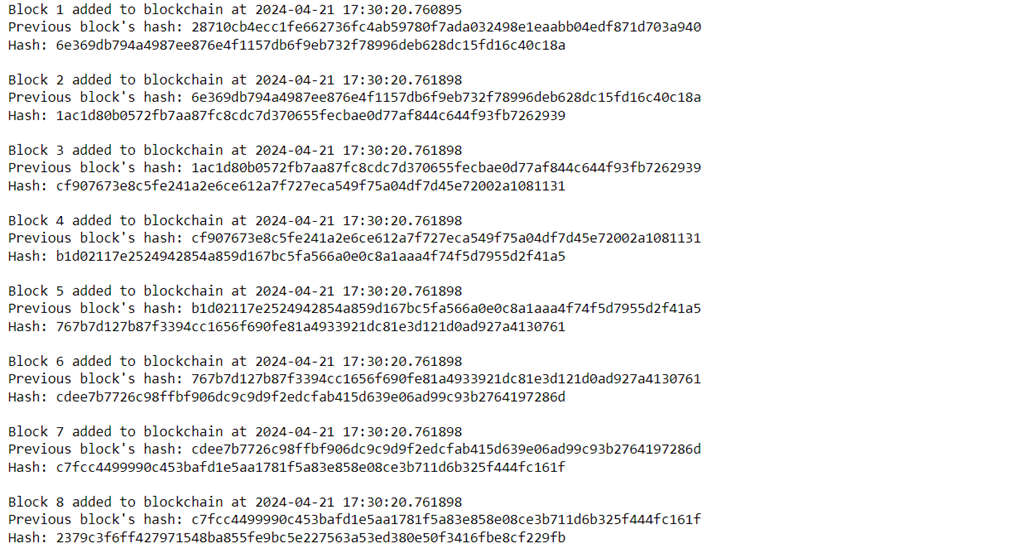 Block 1 added to blockchain at 2024-04-21 17:30:20.760895
Previous block's hash: 28710cb4ecc1fe662736fc4ab59780f7ada032498e1eaabb04edf871d703a940
Hash: 6e369db794a4987ee876e4f1157db6f9eb732f78996deb628dc15fd16c40c18a
Block 2 added to blockchain at 2024-04-21 17:30:20.761898
Previous block's hash: 6e369db794a4987ee876e4f1157db6f9eb732f78996deb628dc15fd16c40c18a
Hash: 1ac1d80b0572fb7aa87fc8cdc7d370655fecbae0d77af844c644f93fb7262939
Block 3 added to blockchain at 2024-04-21 17:30:20.761898
Previous block's hash: 1ac1d80b0572fb7aa87fc8cdc7d370655fecbae0d77af844c644f93fb7262939
Hash: cf907673e8c5fe241a2e6ce612a7f727eca549f75a04df7d45e72002a1081131
Block 4 added to blockchain at 2024-04-21 17:30:20.761898
Previous block's hash: cf907673e8c5fe241a2e6ce612a7f727eca549f75a04df7d45e72002a1081131
Hash: b1d02117e2524942854a859d167bc5fa566a0e0c8a1aaa4f74f5d7955d2f41a5
Block 5 added to blockchain at 2024-04-21 17:30:20.761898
Previous block's hash: b1d02117e2524942854a859d167bc5fa566a0e0c8a1aaa4f74f5d7955d2f41a5
Hash: 767b7d127b87f3394cc1656f690fe81a4933921dc81e3d121d0ad927a4130761
Block 6 added to blockchain at 2024-04-21 17:30:20.761898
Previous block's hash: 767b7d127b87f3394cc1656f690fe81a4933921dc81e3d121d0ad927a4130761
Hash: cdee7b7726c98ffbf906dc9c9d9f2edcfab415d639e06ad99c93b2764197286d
Block 7 added to blockchain at 2024-04-21 17:30:20.761898
Previous block's hash: cdee7b7726c98ffbf906dc9c9d9f2edcfab415d639e06ad99c93b2764197286d
Hash: c7fcc4499990c453bafd1e5aa1781f5a83e858e08ce3b711d6b325f444fc161f
Block 8 added to blockchain at 2024-04-21 17:30:20.761898
Previous block's hash: c7fcc4499990c453bafd1e5aa1781f5a83e858e08ce3b711d6b325f444fc161f
Hash: 2379c3f6ff427971548ba855fe9bc5e227563a53ed380e50f3416fbe8cf229fb